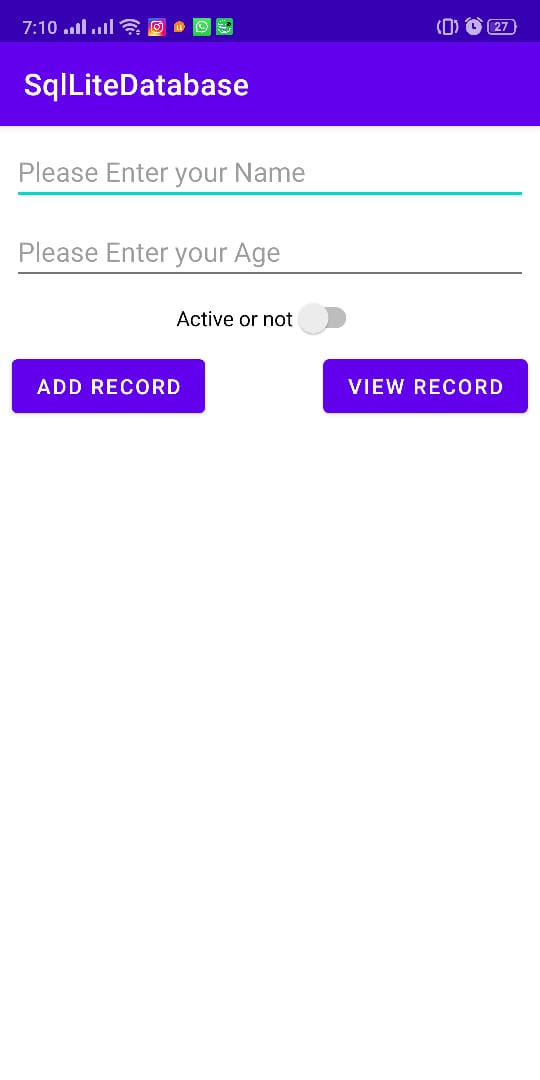 7:10 27
SqlLiteDatabase
Please Enter your Name
Please Enter your Age
Active or not
ADD RECORD VIEW RECORD